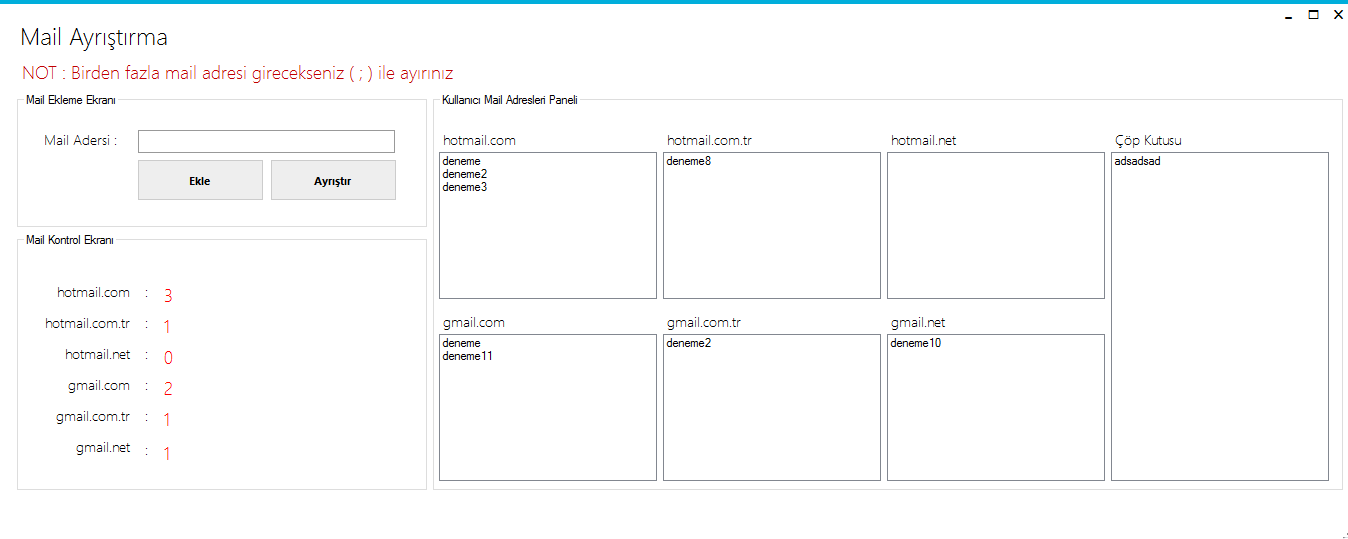 Mail Ayrıştırma
NOT : Birden fazla mail adresi girecekseniz ( ; ) ile ayırınız
Mail Ekleme Ekranı
Mail Adersi :
Ekle
Ayrıştır
Mail Kontrol Ekranı
hotmail.com : 3
hotmail.com.tr : 1
hotmail.net : 0
gmail.com : 2
gmail.com.tr : 1
gmail.net : 1
Kullanıcı Mail Adresleri Paneli
hotmail.com
deneme
deneme2
deneme3
hotmail.com.tr
deneme8
hotmail.net
Çöp Kutusu
adsadsad
gmail.com
deneme
deneme11
gmail.com.tr
deneme2
gmail.net
deneme10